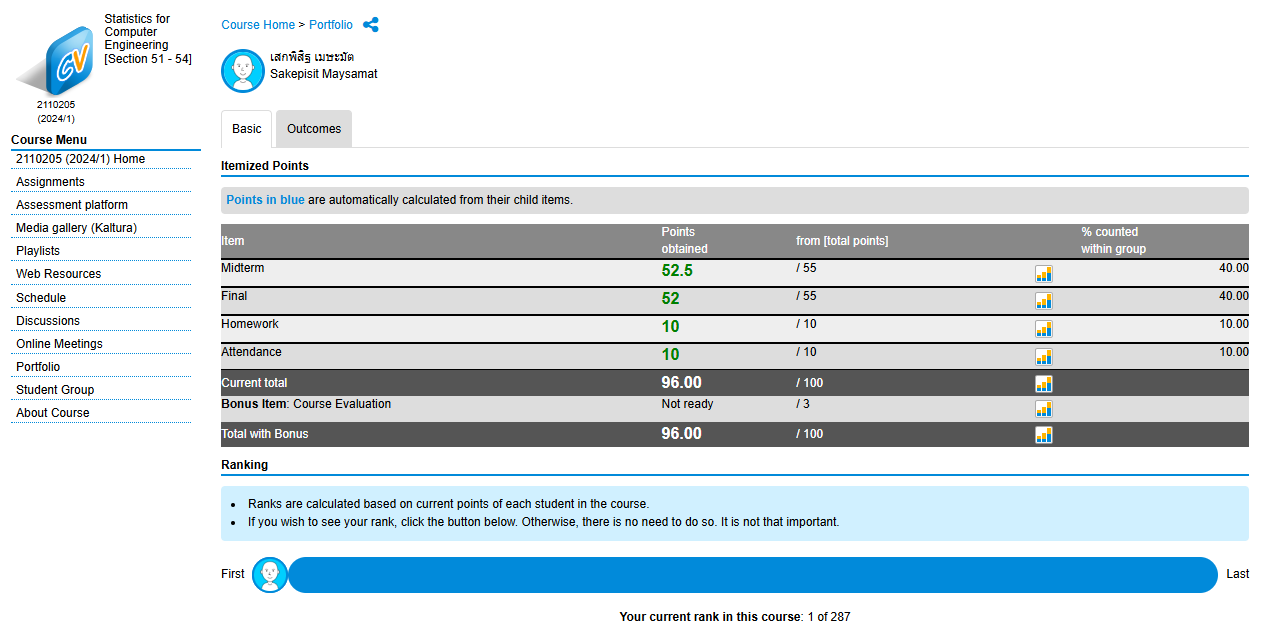 Statistics for
Computer
Engineering
[Section 51 - 54]
CV
2110205
(2024/1)
Course Menu
2110205 (2024/1) Home
Assignments
Assessment platform
Media gallery (Kaltura)
Playlists
Web Resources
Schedule
Discussions
Online Meetings
Portfolio
Student Group
About Course
Course Home > Portfolio
เสกพิสิฐ เมษะมัต
Sakepisit Maysamat
Basic Outcomes
Itemized Points
Points in blue are automatically calculated from their child items.
Item Points obtained from [total points] % counted within group
Midterm 52.5 / 55 40.00
Final 52 / 55 40.00
Homework 10 / 10 10.00
Attendance 10 / 10 10.00
Current total 96.00 / 100
Bonus Item: Course Evaluation Not ready / 3
Total with Bonus 96.00 / 100
Ranking
• Ranks are calculated based on current points of each student in the course.
• If you wish to see your rank, click the button below. Otherwise, there is no need to do so. It is not that important.
First Last
Your current rank in this course: 1 of 287